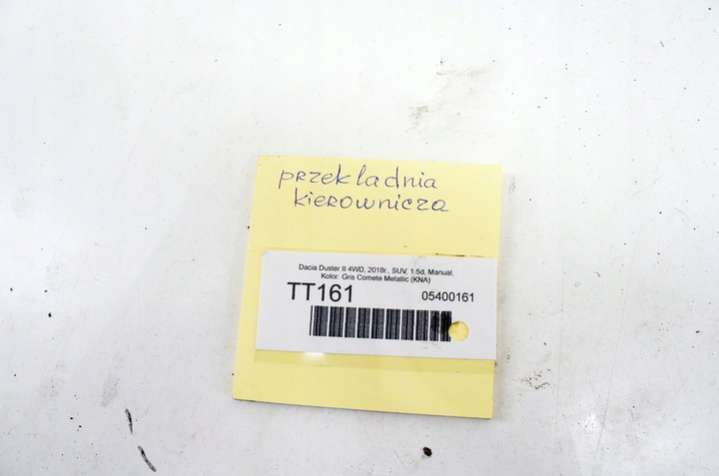 przekladnia
kierownicza
Dacia Duster II 4WD, 2018r., SUV, 1.5d, Manual,
Kolor: Gris Comete Metallic (KNA)
TT161
05400161